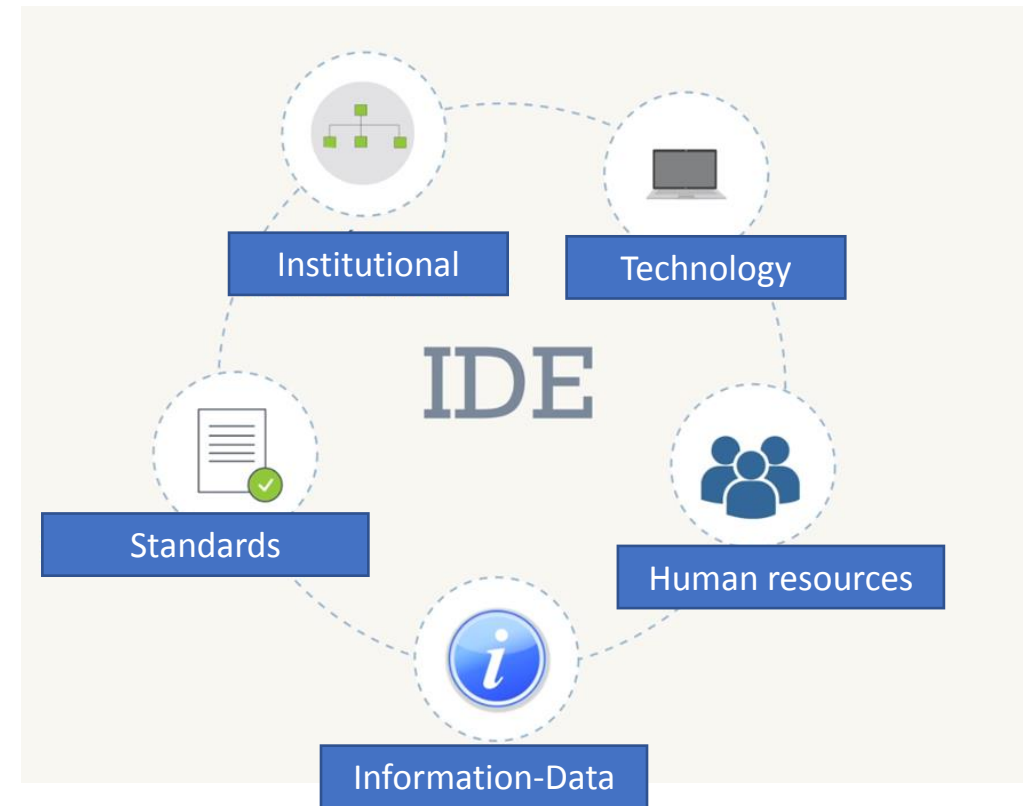 Institutional
Technology
IDE
Standards
Human resources
i
Information-Data